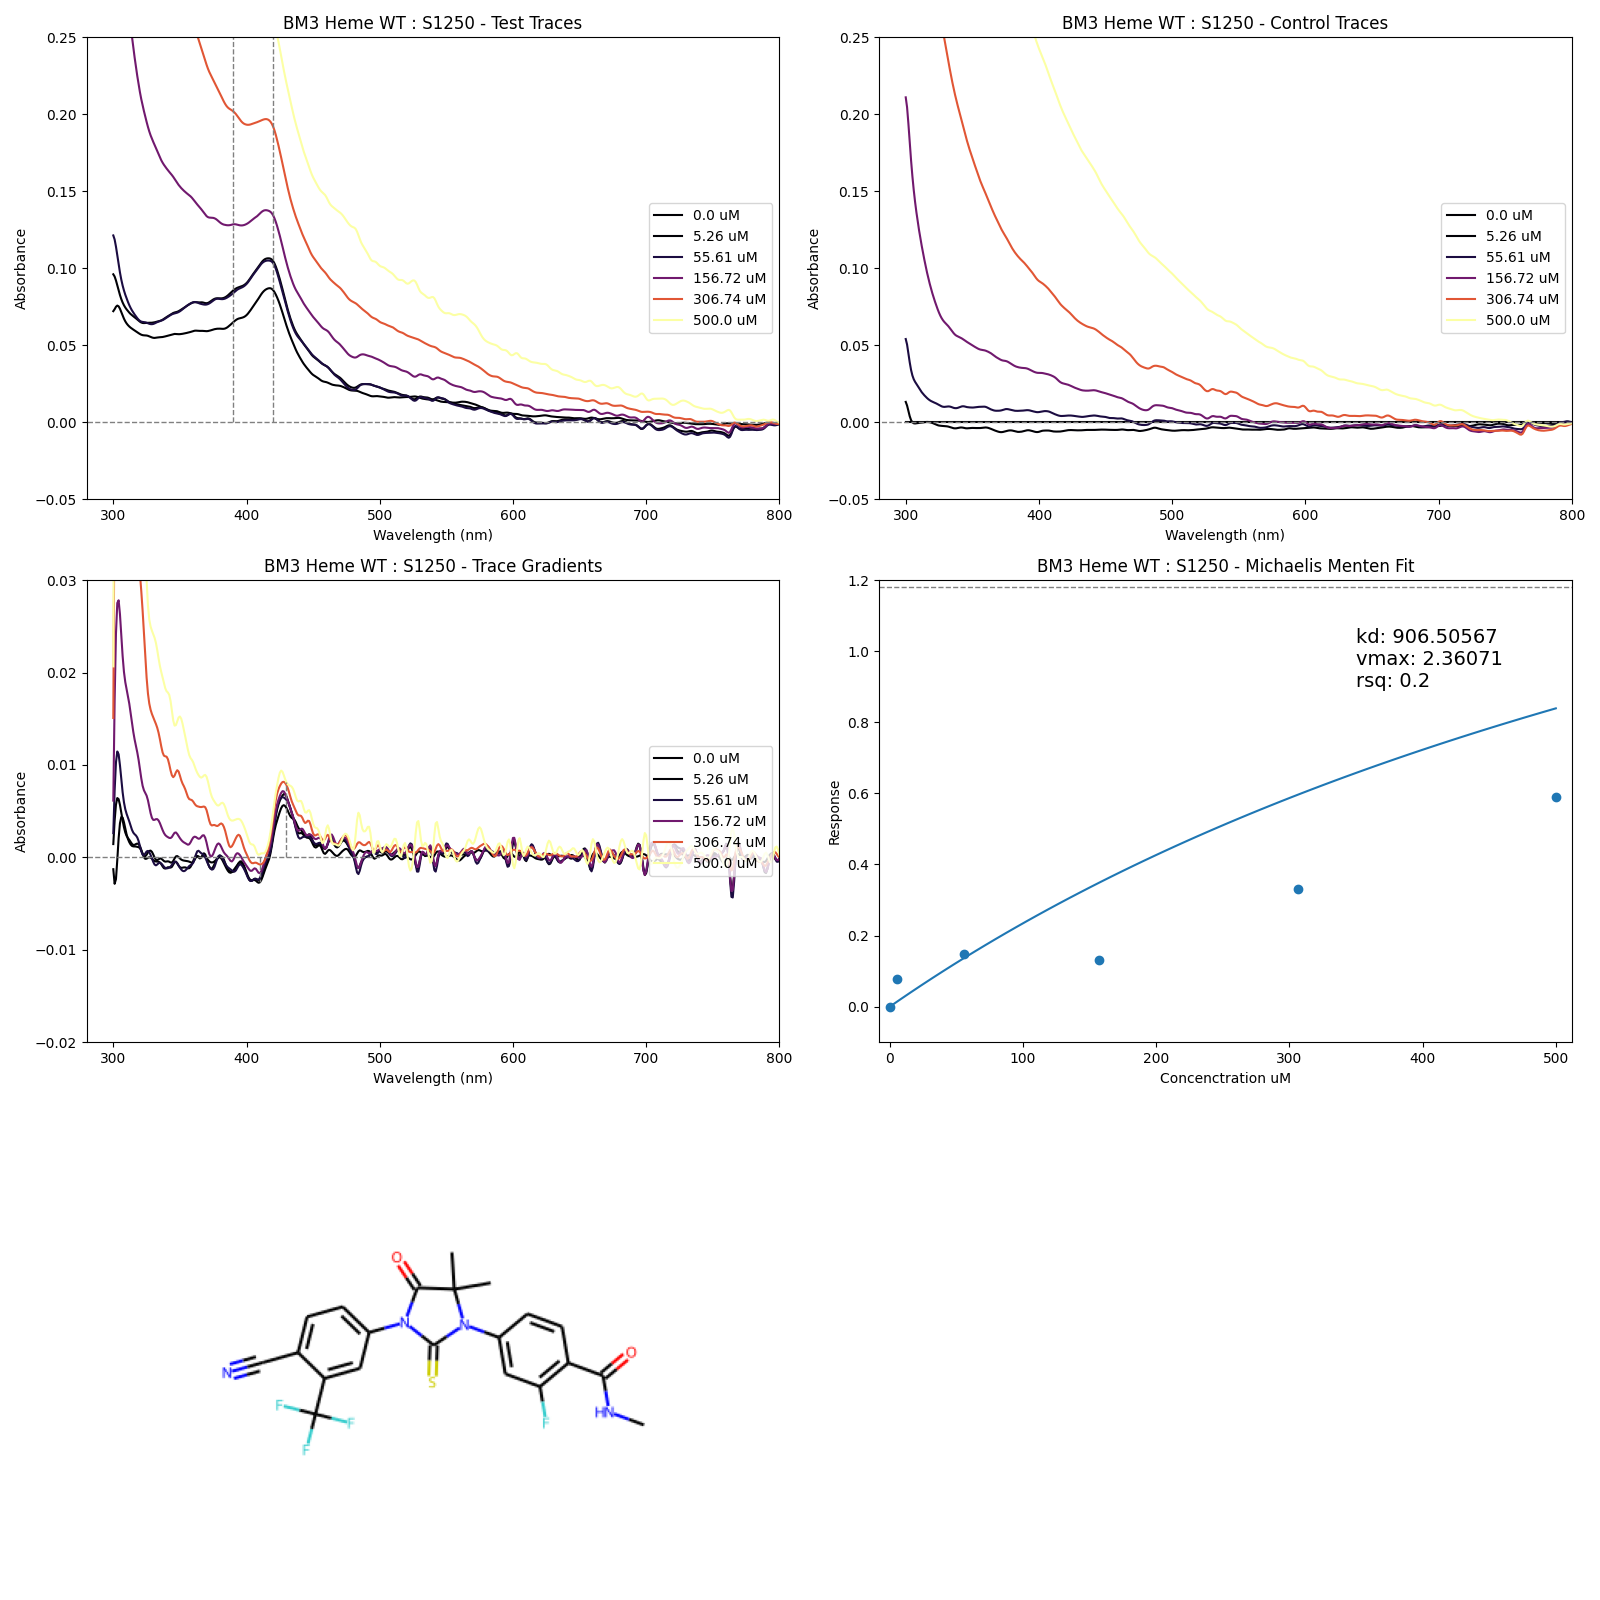 BM3 Heme WT : S1250 - Test Traces
0.25
0.20
0.15
0.10
0.05
0.00
−0.05
Absorbance
300
400
500
600
700
800
Wavelength (nm)
0.0 uM
5.26 uM
55.61 uM
156.72 uM
306.74 uM
500.0 uM
BM3 Heme WT : S1250 - Control Traces
0.25
0.20
0.15
0.10
0.05
0.00
−0.05
Absorbance
300
400
500
600
700
800
Wavelength (nm)
0.0 uM
5.26 uM
55.61 uM
156.72 uM
306.74 uM
500.0 uM
BM3 Heme WT : S1250 - Trace Gradients
0.03
0.02
0.01
0.00
−0.01
−0.02
Absorbance
300
400
500
600
700
800
Wavelength (nm)
0.0 uM
5.26 uM
55.61 uM
156.72 uM
306.74 uM
500.0 uM
BM3 Heme WT : S1250 - Michaelis Menten Fit
1.2
1.0
0.8
0.6
0.4
0.2
0.0
Response
0
100
200
300
400
500
Concenctration uM
kd: 906.50567
vmax: 2.36071
rsq: 0.2
O
N
N
S
N
F
F
F
F
O
HN